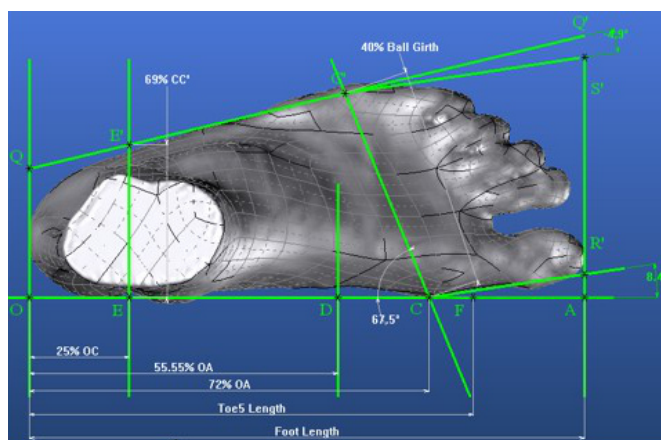 Q'
-4.9°
40% Ball Girth
69% CC'
C'
S'
E'
Q
R'
67.5°
O
E
D
C
F
A
25% OC
55.55% OA
72% OA
Toe5 Length
Foot Length